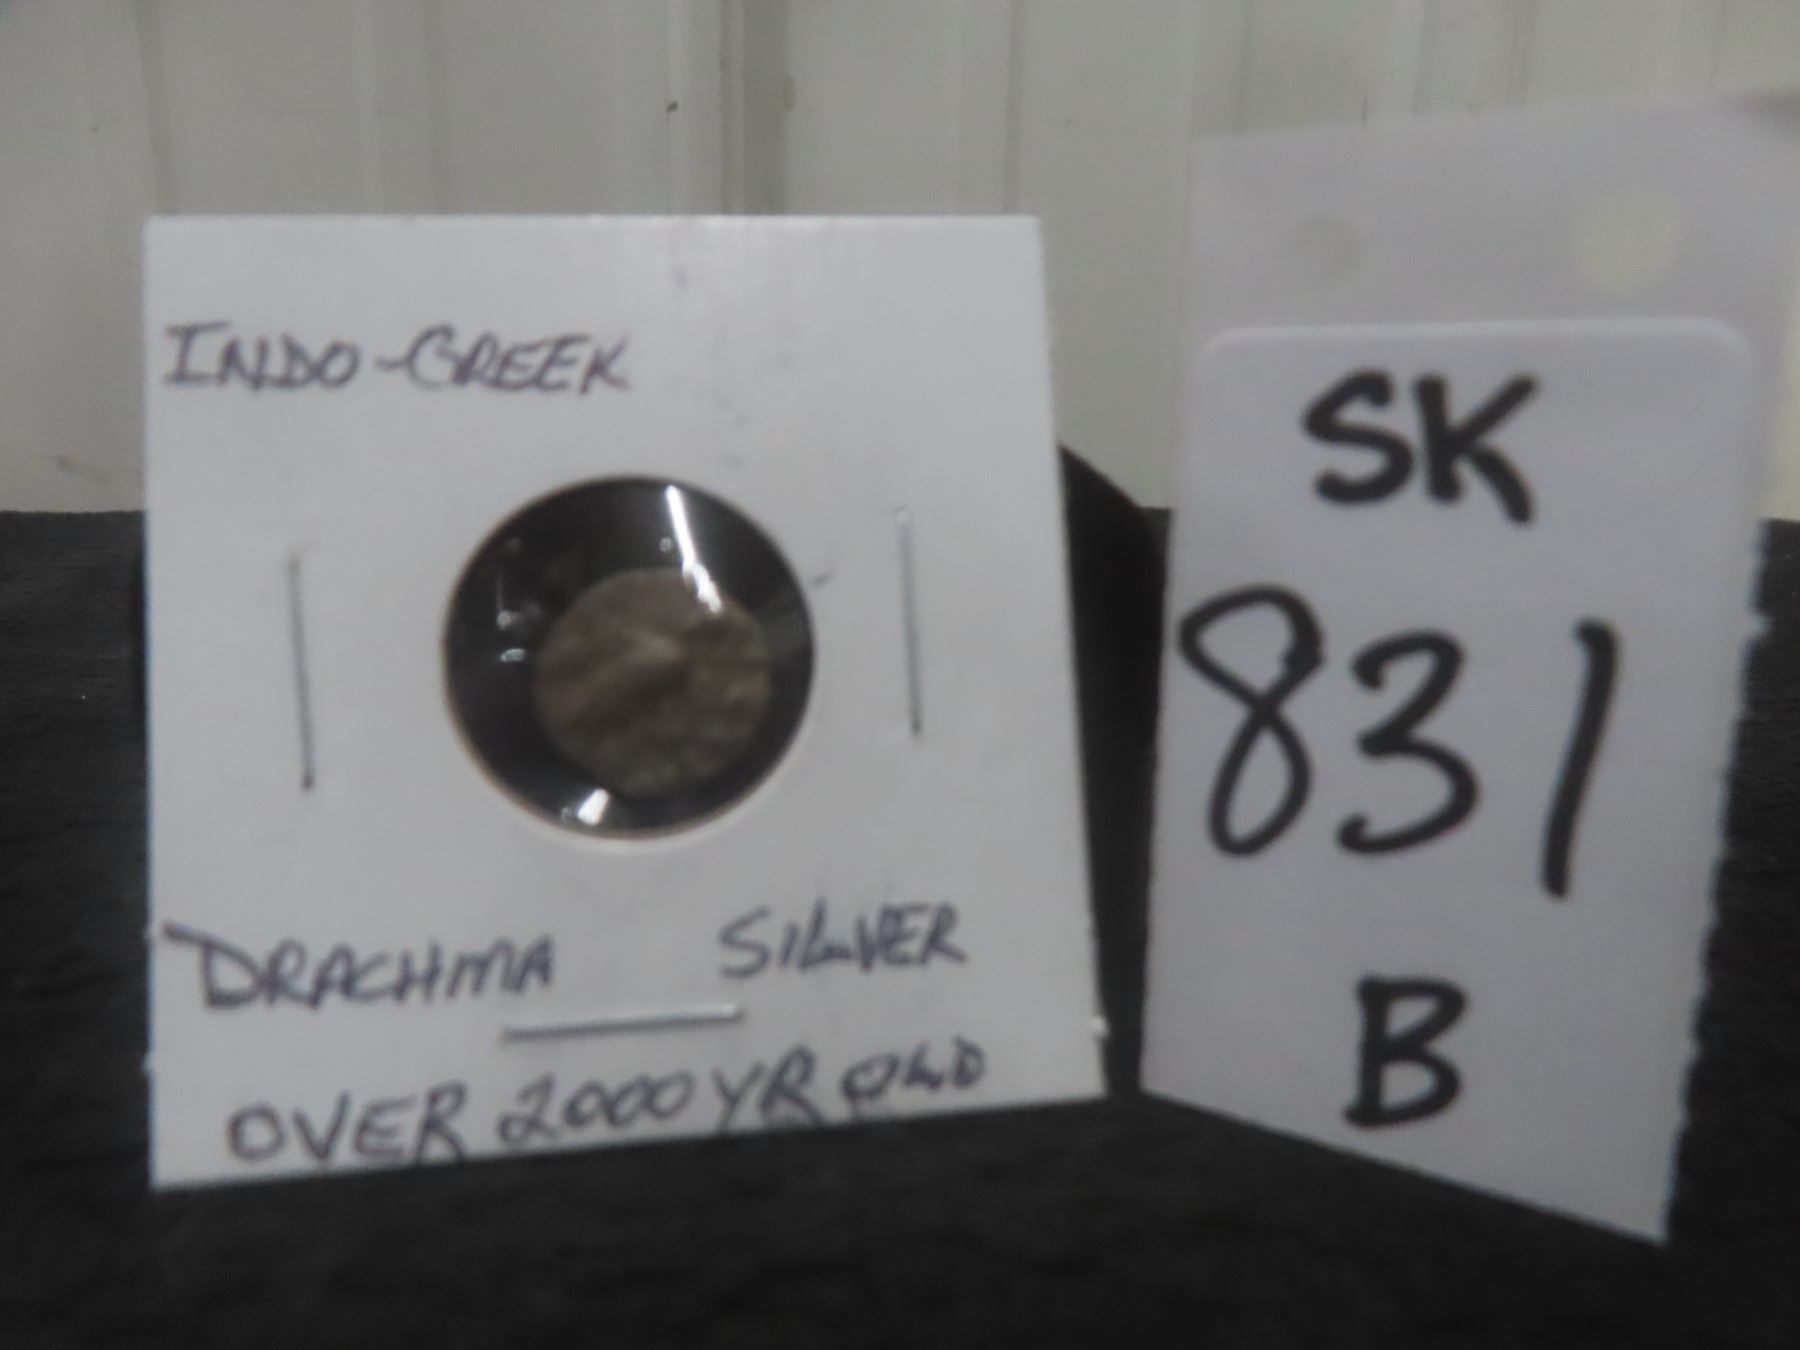 INDO-GREEK
DRACHMA SILVER
OVER 2000 YR OLD
SK
831
B